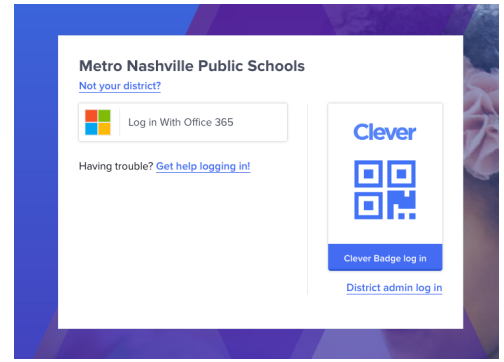 Metro Nashville Public Schools
Not your district?
Log in With Office 365
Having trouble? Get help logging in!
Clever
Clever Badge log in
District admin log in